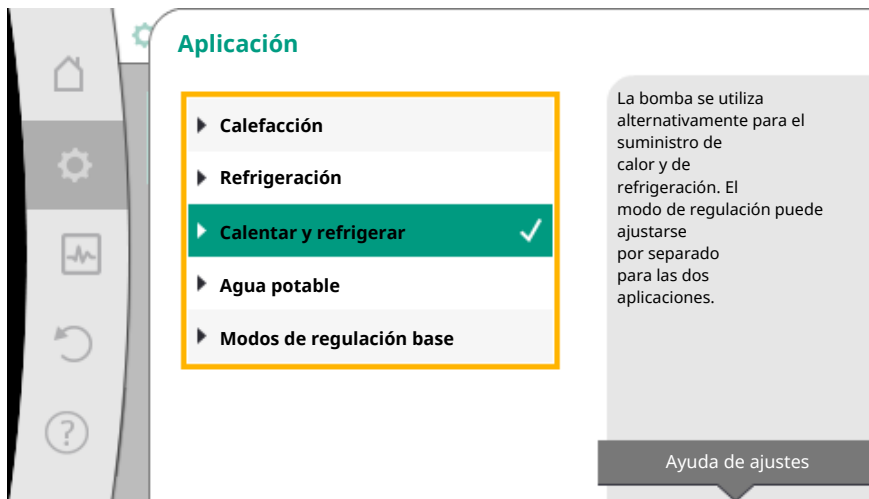 Aplicación
Calefacción
Refrigeración
Calentar y refrigerar
Agua potable
Modos de regulación base
La bomba se utiliza
alternativamente para el
suministro de
calor y de
refrigeración. El
modo de regulación puede
ajustarse
por separado
para las dos
aplicaciones.
Ayuda de ajustes
?